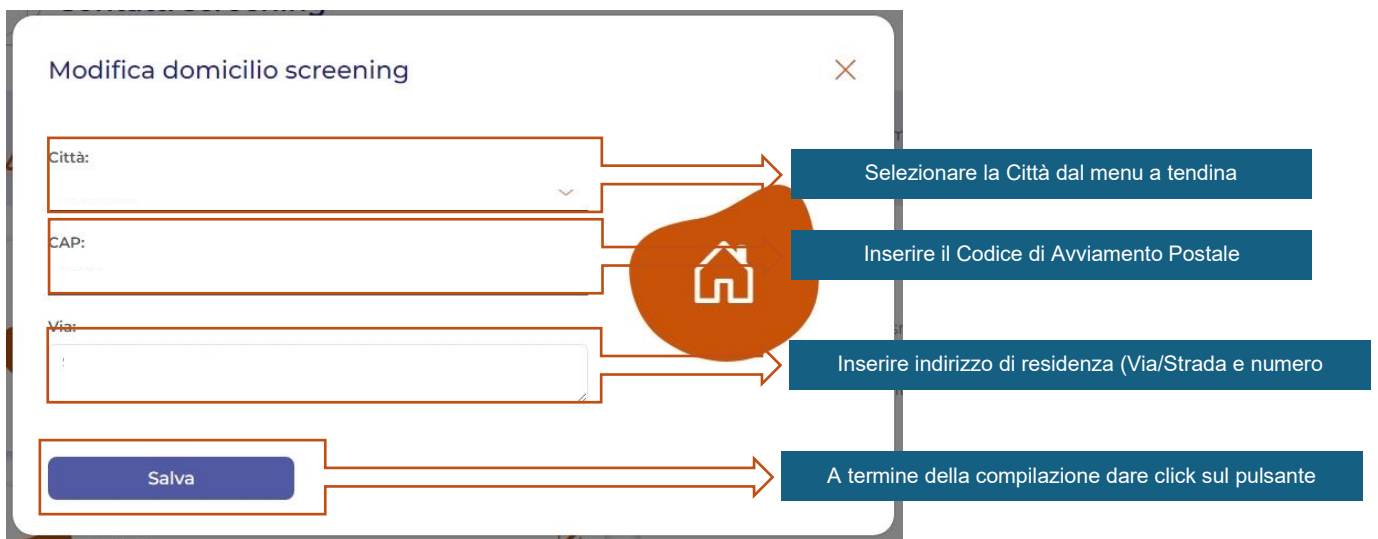 Modifica domicilio screening
Città:
Selezionare la Città dal menu a tendina
CAP:
Inserire il Codice di Avviamento Postale
Via:
Inserire indirizzo di residenza (Via/Strada e numero
Salva
A termine della compilazione dare click sul pulsante